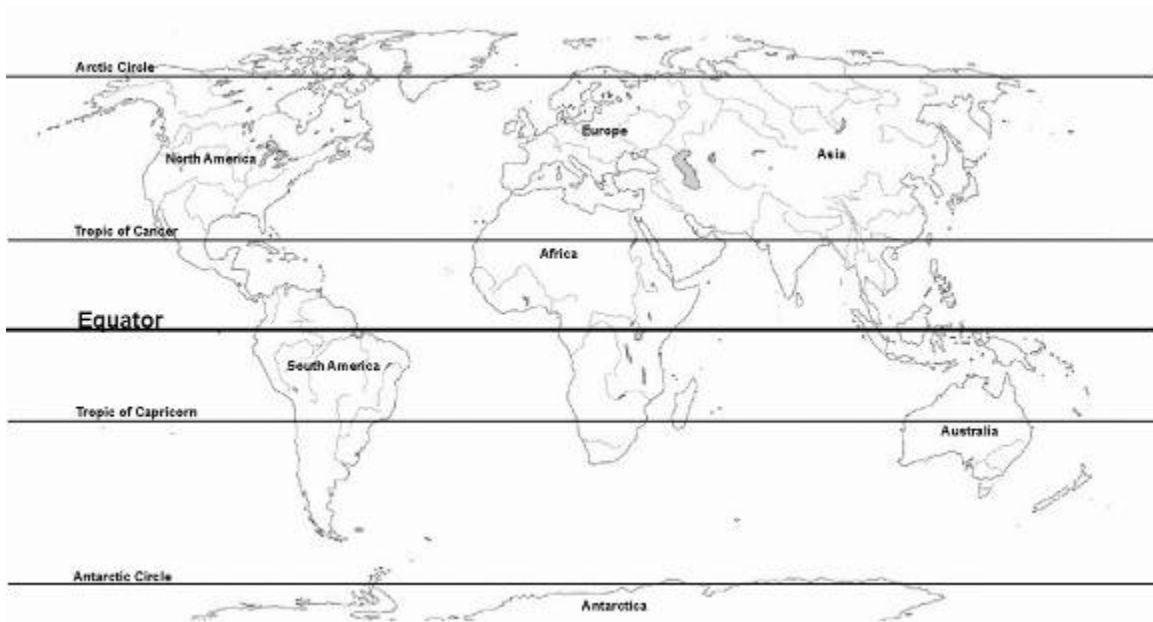 Arctic Circle
Europe
North America
Asia
Tropic of Cancer
Africa
Equator
South America
Tropic of Capricorn
Australia
Antarctic Circle
Antarctica